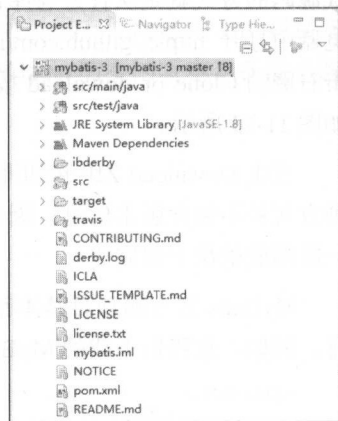 Project E... Navigator Type Hie...
mybatis-3 [mybatis-3 master ↑8]
src/main/java
src/test/java
JRE System Library [JavaSE-1.8]
Maven Dependencies
ibderby
src
target
travis
CONTRIBUTING.md
derby.log
ICLA
ISSUE_TEMPLATE.md
LICENSE
license.txt
mybatis.iml
NOTICE
pom.xml
README.md